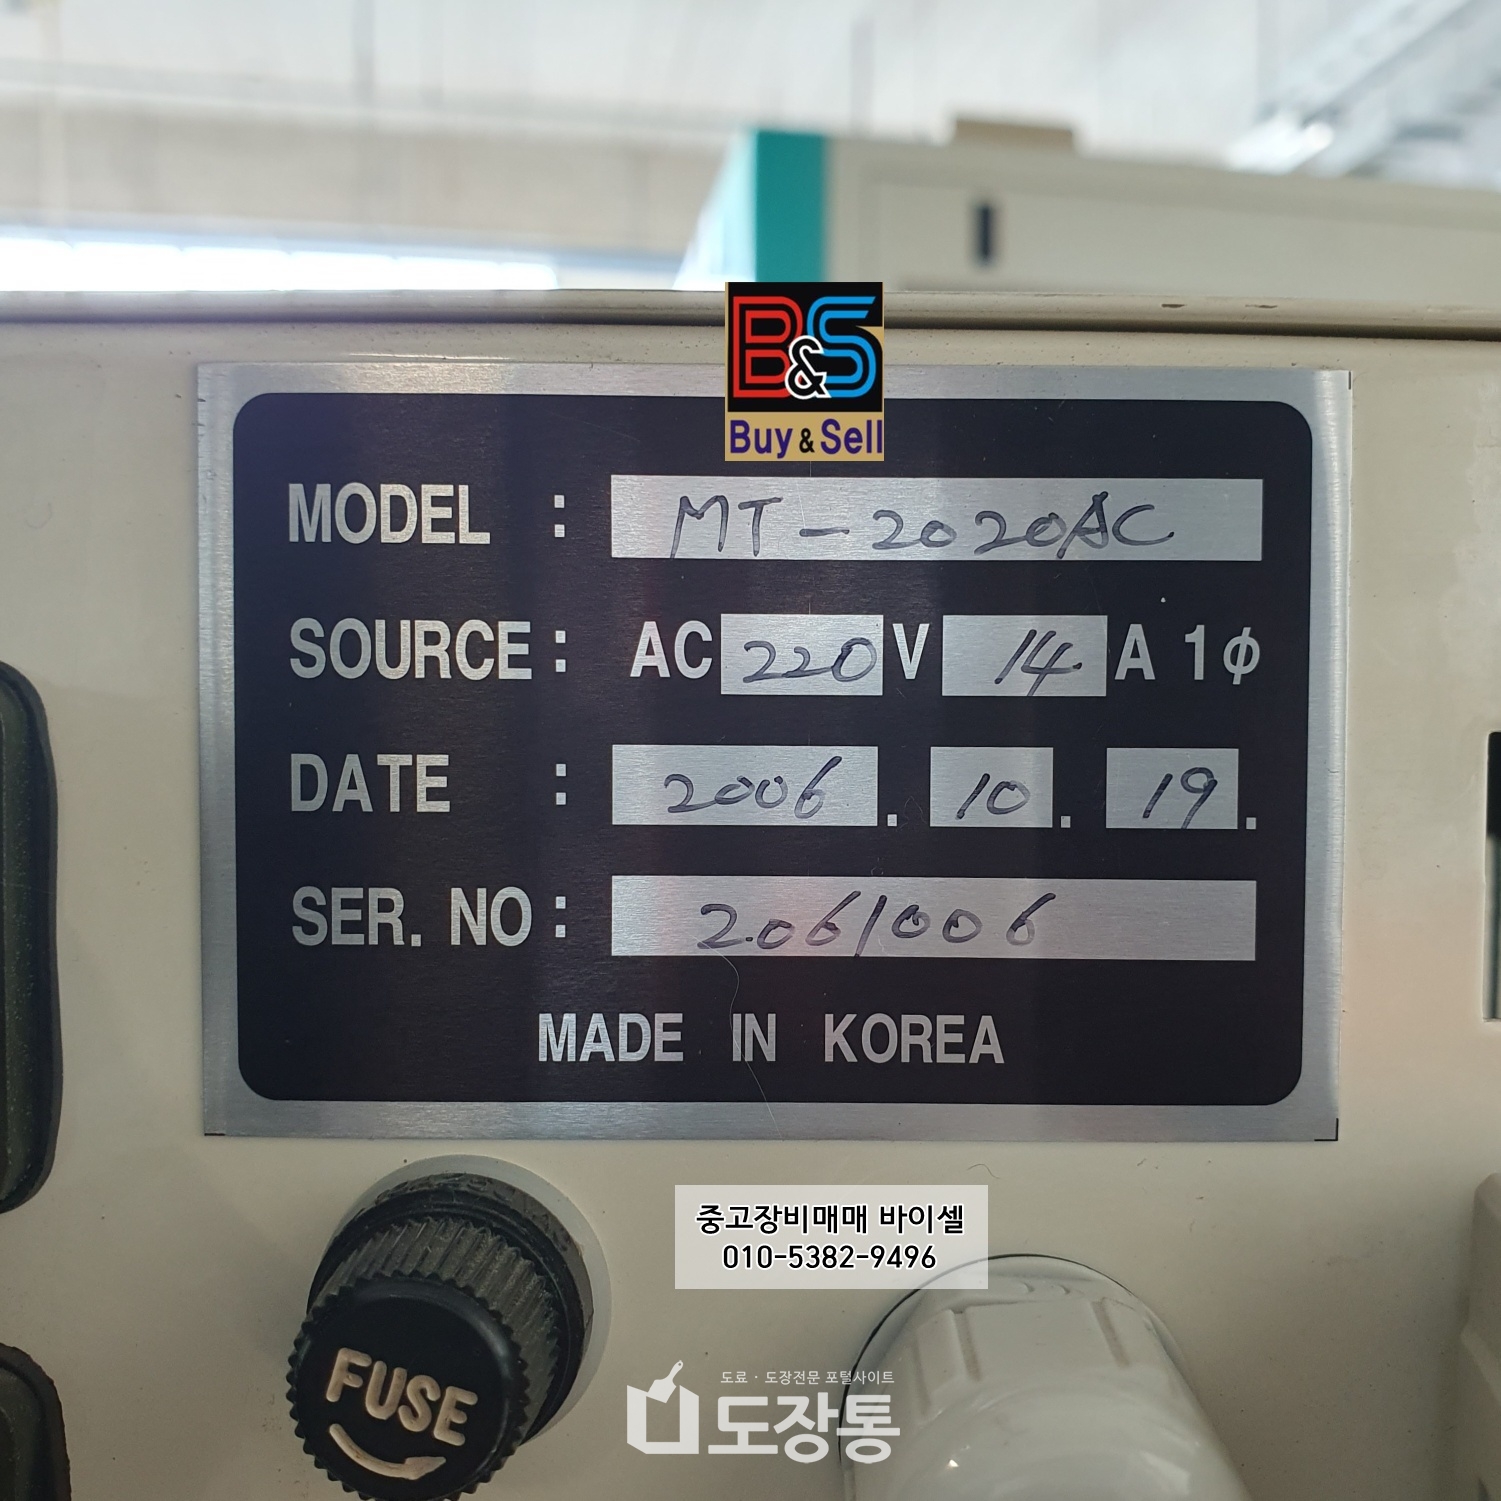 B&S
Buy & Sell
MODEL : MT-2020AC
SOURCE : AC 220 V 14 A 1ϕ
DATE : 2006 . 10 . 19 .
SER. NO : 2061006
MADE IN KOREA
중고장비매매 바이셀
010-5382-9496
FUSE
도료 · 도장전문 포털사이트
도장통